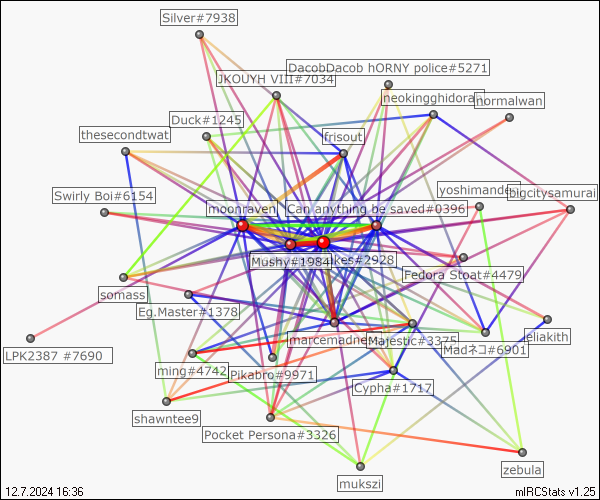 Silver#7938
DacobDacob hORNY police#5271
JKOUYH VIII#7034
neokingghidorah
normalwan
Duck#1245
thesecondtwat
frisout
Swirly Boi#6154
yoshimander
bigcitysamurai
moonraven
Can anything be saved#0396
Mushy#1984
kes#2928
Fedora Stoat#4479
somass
Eg.Master#1378
marcemadne
Majestic#3375
eliakith
Madネコ#6901
LPK2387 #7690
ming#4742
Pikabro#9971
Cypha#1717
shawntee9
Pocket Persona#3326
zebula
mukszi
12.7.2024 16:36
mIRCStats v1.25